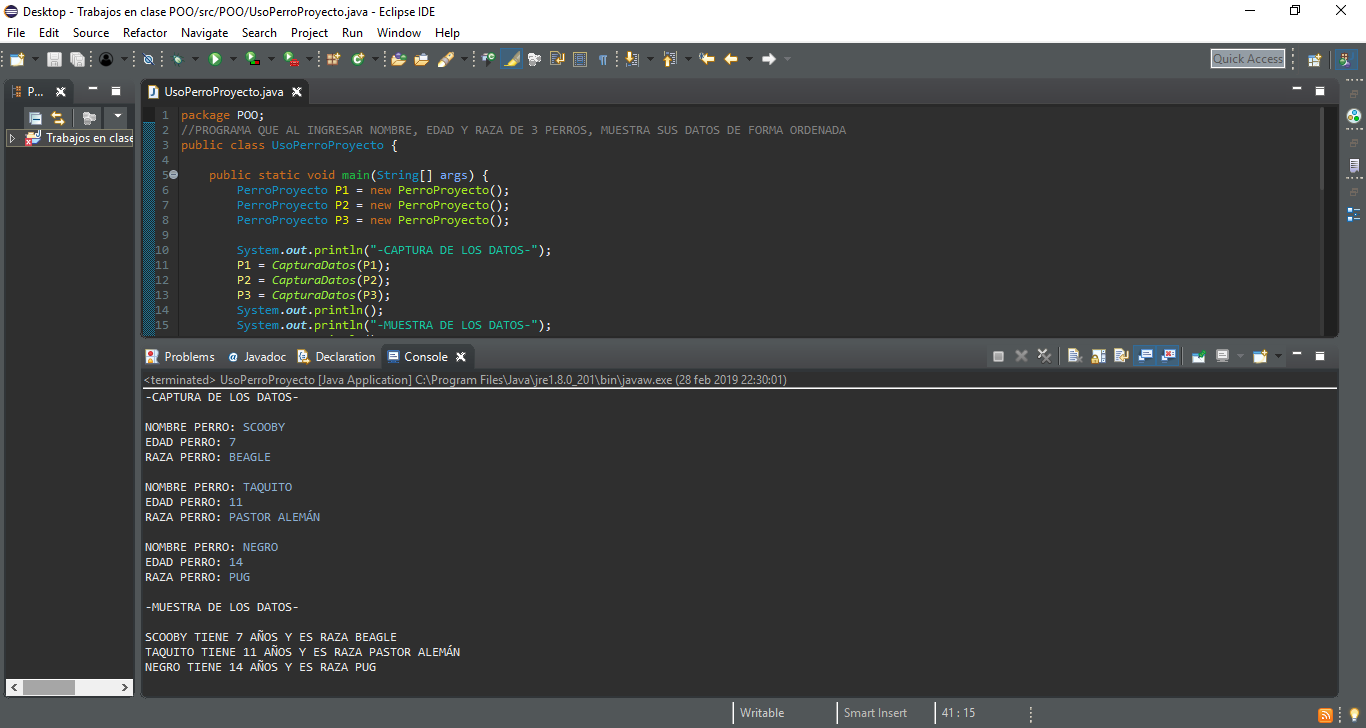 Desktop - Trabajos en clase POO/src/POO/UsoPerroProyecto.java - Eclipse IDE
File Edit Source Refactor Navigate Search Project Run Window Help
Quick Access
P...
UsoPerroProyecto.java
Trabajos en clase
1 package POO;
2 //PROGRAMA QUE AL INGRESAR NOMBRE, EDAD Y RAZA DE 3 PERROS, MUESTRA SUS DATOS DE FORMA ORDENADA
3 public class UsoPerroProyecto {
4
5 public static void main(String[] args) {
6 PerroProyecto P1 = new PerroProyecto();
7 PerroProyecto P2 = new PerroProyecto();
8 PerroProyecto P3 = new PerroProyecto();
9
10 System.out.println("-CAPTURA DE LOS DATOS-");
11 P1 = CapturaDatos(P1);
12 P2 = CapturaDatos(P2);
13 P3 = CapturaDatos(P3);
14 System.out.println();
15 System.out.println("-MUESTRA DE LOS DATOS-");
Problems Javadoc Declaration Console
<terminated> UsoPerroProyecto [Java Application] C:\Program Files\Java\jre1.8.0_201\bin\javaw.exe (28 feb 2019 22:30:01)
-CAPTURA DE LOS DATOS-
NOMBRE PERRO: SCOOBY
EDAD PERRO: 7
RAZA PERRO: BEAGLE
NOMBRE PERRO: TAQUITO
EDAD PERRO: 11
RAZA PERRO: PASTOR ALEMÁN
NOMBRE PERRO: NEGRO
EDAD PERRO: 14
RAZA PERRO: PUG
-MUESTRA DE LOS DATOS-
SCOOBY TIENE 7 AÑOS Y ES RAZA BEAGLE
TAQUITO TIENE 11 AÑOS Y ES RAZA PASTOR ALEMÁN
NEGRO TIENE 14 AÑOS Y ES RAZA PUG
Writable Smart Insert 41 : 15